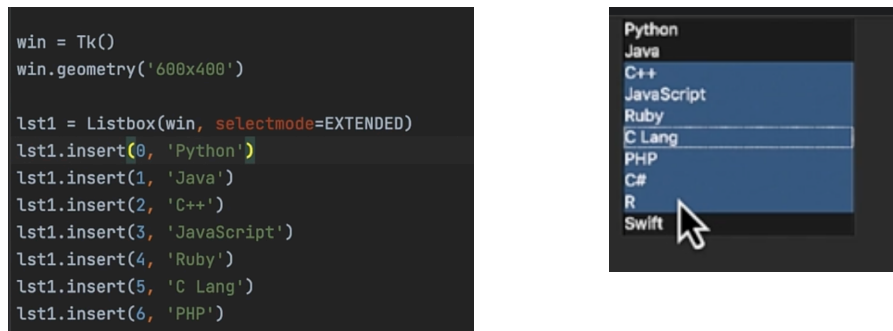 win = Tk()
win.geometry('600x400')
lst1 = Listbox(win, selectmode=EXTENDED)
lst1.insert(0, 'Python')
lst1.insert(1, 'Java')
lst1.insert(2, 'C++')
lst1.insert(3, 'JavaScript')
lst1.insert(4, 'Ruby')
lst1.insert(5, 'C Lang')
lst1.insert(6, 'PHP')
Python
Java
C++
JavaScript
Ruby
C Lang
PHP
C#
R
Swift